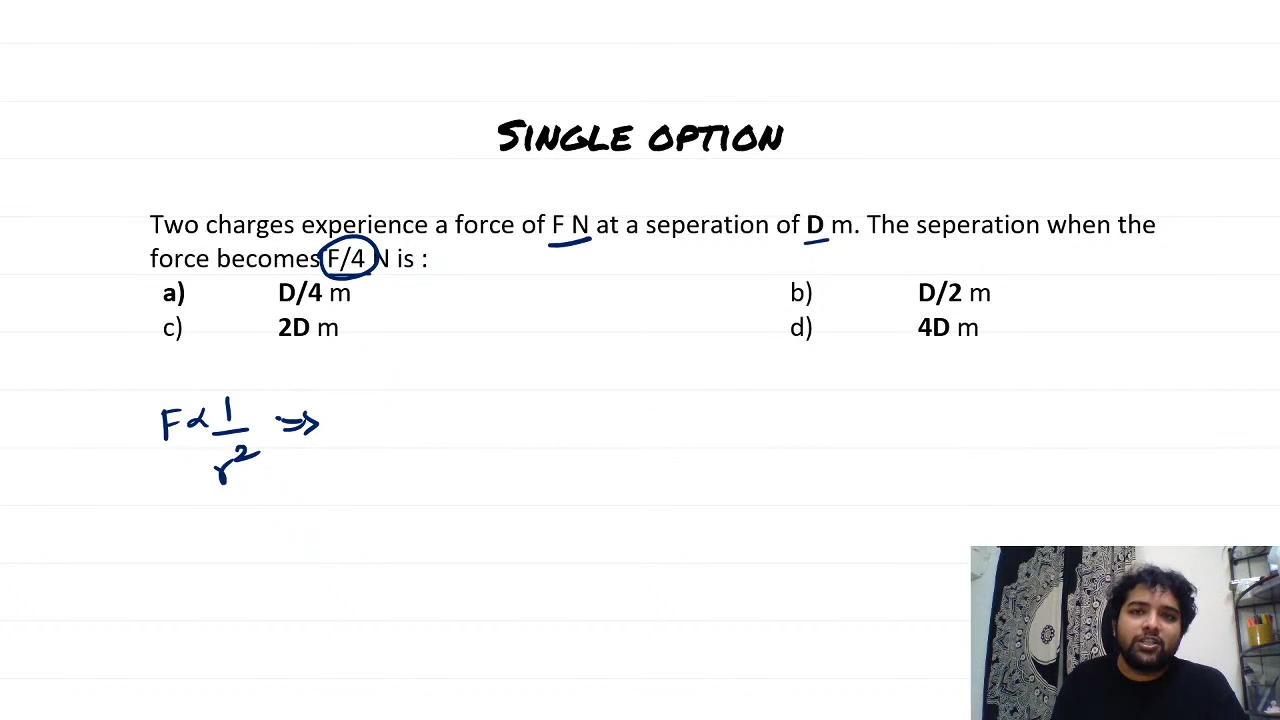 SINGLE OPTION
Two charges experience a force of F N at a seperation of D m. The seperation when the
force becomes F/4 N is :
a) D/4 m b) D/2 m
c) 2D m d) 4D m
F ∝ 1/r² ⇒